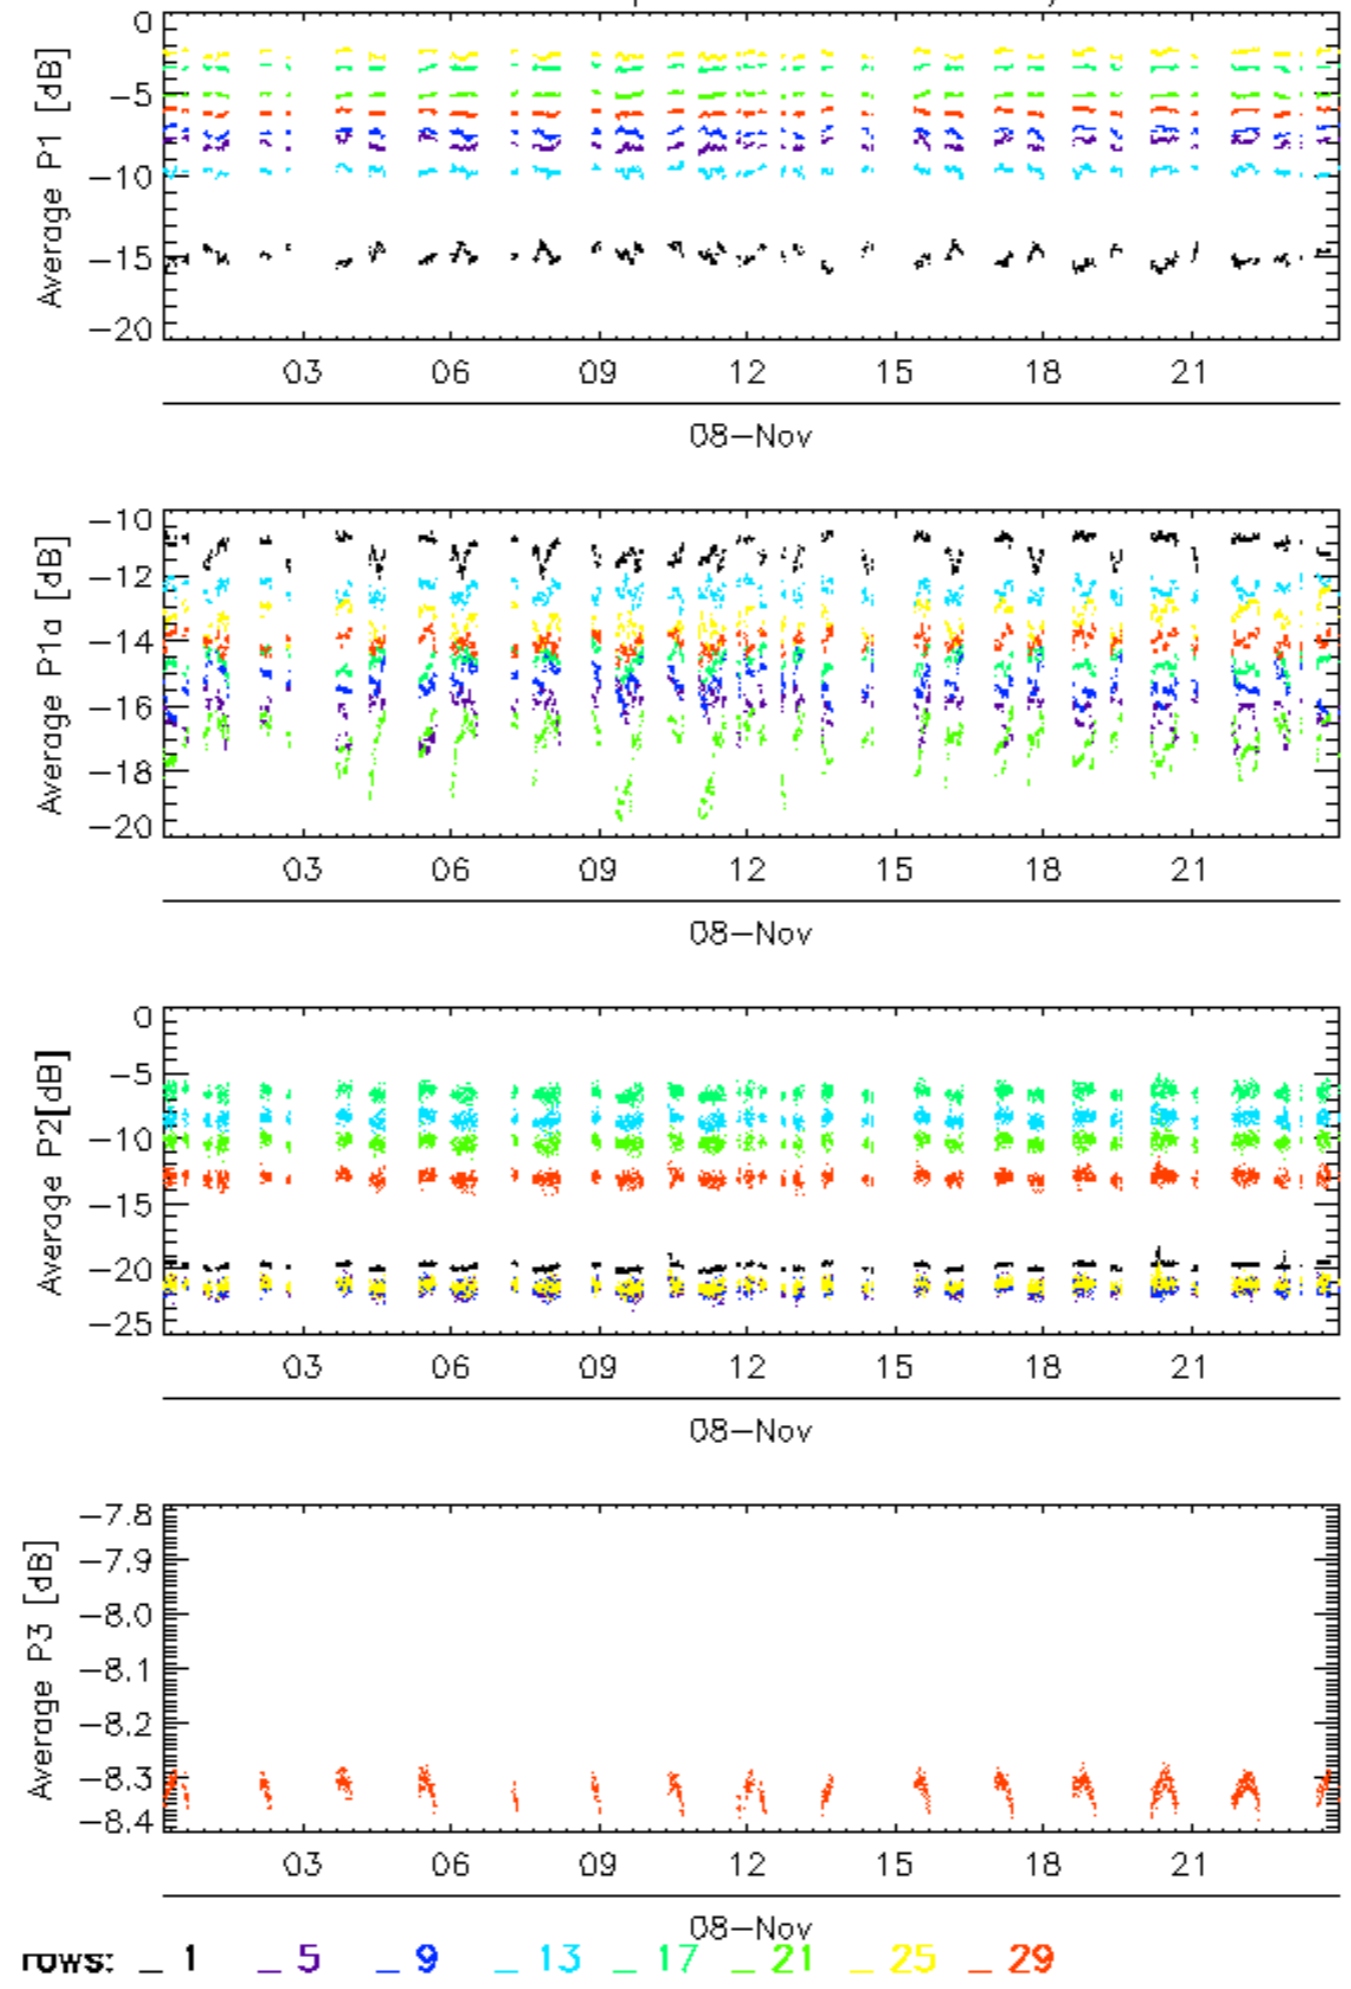 0
−5
−10
−15
−20
Average P1 [dB]
03 06 09 12 15 18 21
08−Nov
−10
−12
−14
−16
−18
−20
Average P1a [dB]
03 06 09 12 15 18 21
08−Nov
0
−5
−10
−15
−20
−25
Average P2[dB]
03 06 09 12 15 18 21
08−Nov
−7.8
−7.9
−8.0
−8.1
−8.2
−8.3
−8.4
Average P3 [dB]
03 06 09 12 15 18 21
08−Nov
rows: _ 1 _ 5 _ 9 _ 13 _ 17 _ 21 _ 25 _ 29